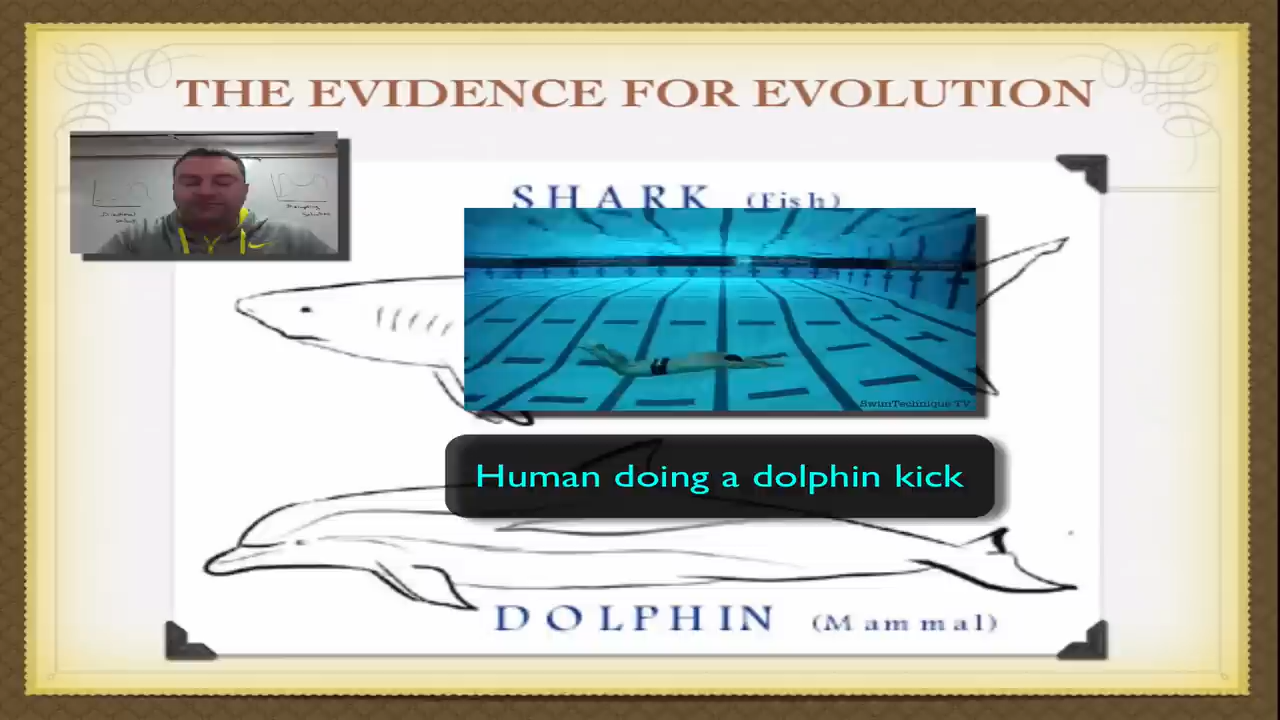 THE EVIDENCE FOR EVOLUTION
SHARK (Fish)
SwimTechnique TV
Human doing a dolphin kick
DOLPHIN (Mammal)